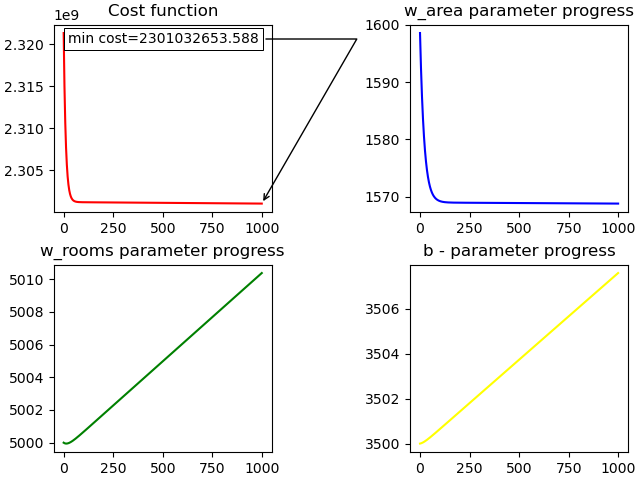 Cost function
1e9
min cost=2301032653.588
2.320
2.315
2.310
2.305
0 250 500 750 1000
w_area parameter progress
1600
1590
1580
1570
0 250 500 750 1000
w_rooms parameter progress
5010
5008
5006
5004
5002
5000
0 250 500 750 1000
b - parameter progress
3506
3504
3502
3500
0 250 500 750 1000